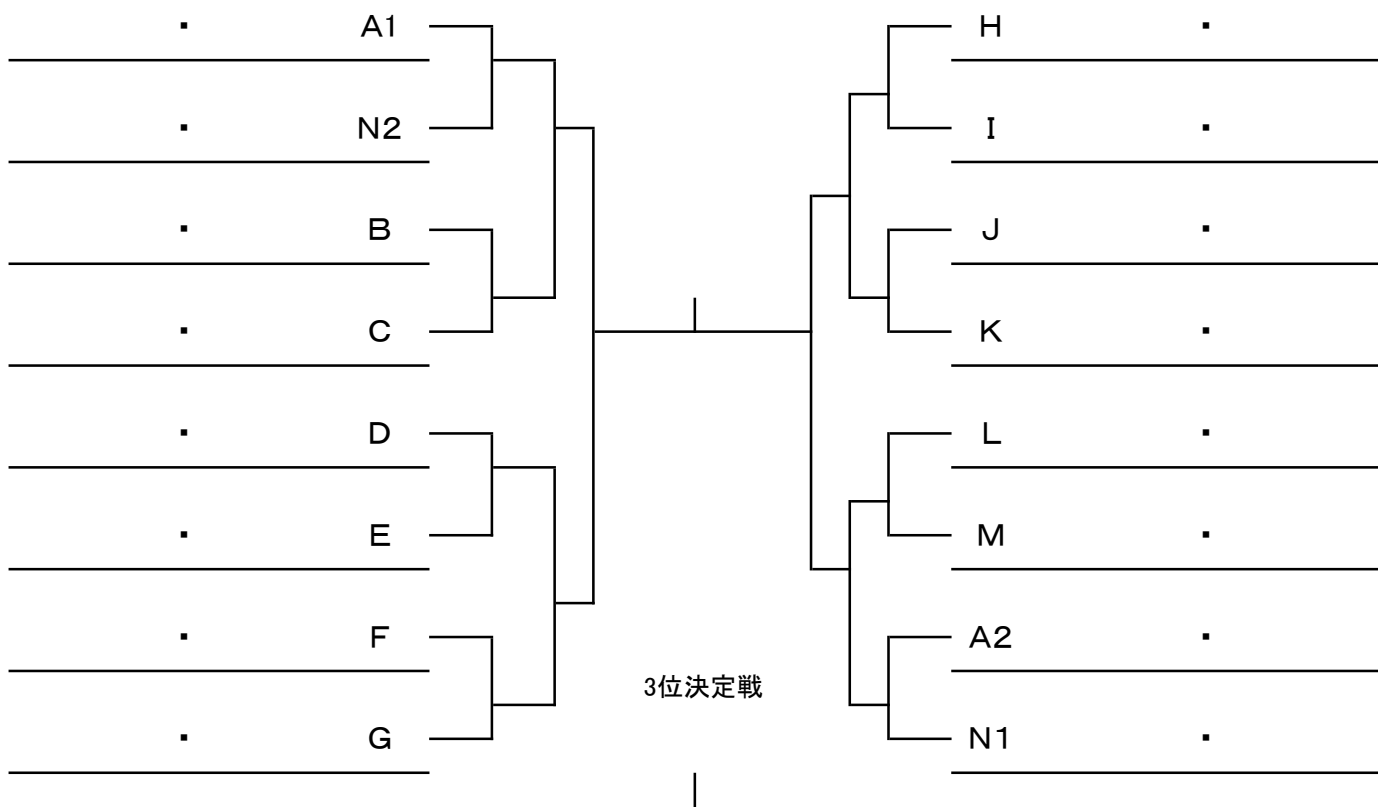 ・ A1
・ N2
・ B
・ C
・ D
・ E
・ F
・ G
H ・
I ・
J ・
K ・
L ・
M ・
A2 ・
N1 ・
3位決定戦